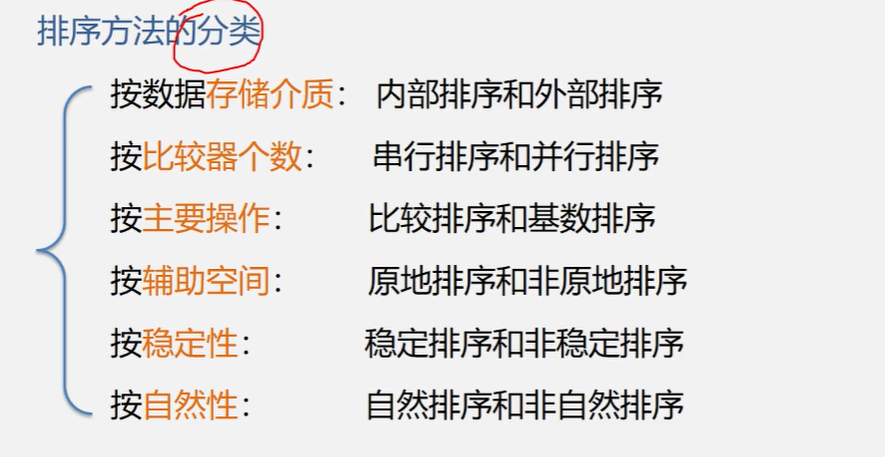 排序方法的分类
按数据存储介质： 内部排序和外部排序
按比较器个数： 串行排序和并行排序
按主要操作： 比较排序和基数排序
按辅助空间： 原地排序和非原地排序
按稳定性： 稳定排序和非稳定排序
按自然性： 自然排序和非自然排序